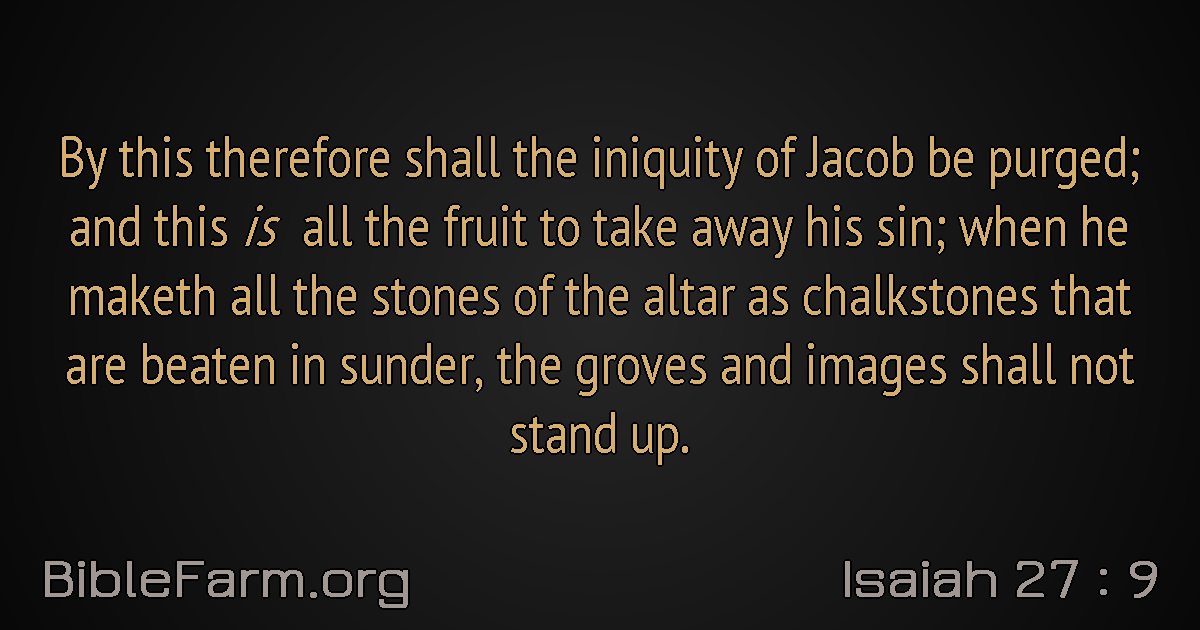 By this therefore shall the iniquity of Jacob be purged;
and this is all the fruit to take away his sin; when he
maketh all the stones of the altar as chalkstones that
are beaten in sunder, the groves and images shall not
stand up.
BibleFarm.org
Isaiah 27 : 9